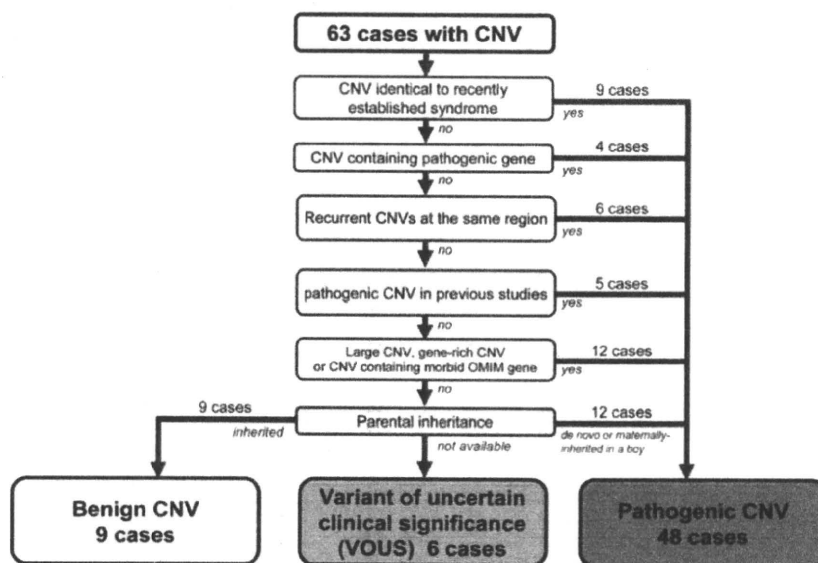 63 cases with CNV
CNV identical to recently
established syndrome
9 cases
yes
no
CNV containing pathogenic gene
4 cases
yes
no
Recurrent CNVs at the same region
6 cases
yes
no
pathogenic CNV in previous studies
5 cases
yes
no
Large CNV, gene-rich CNV
or CNV containing morbid OMIM gene
12 cases
yes
no
9 cases
inherited
Parental inheritance
12 cases
de novo or maternally-
inherited in a boy
not available
Benign CNV
9 cases
Variant of uncertain
clinical significance
(VOUS) 6 cases
Pathogenic CNV
48 cases